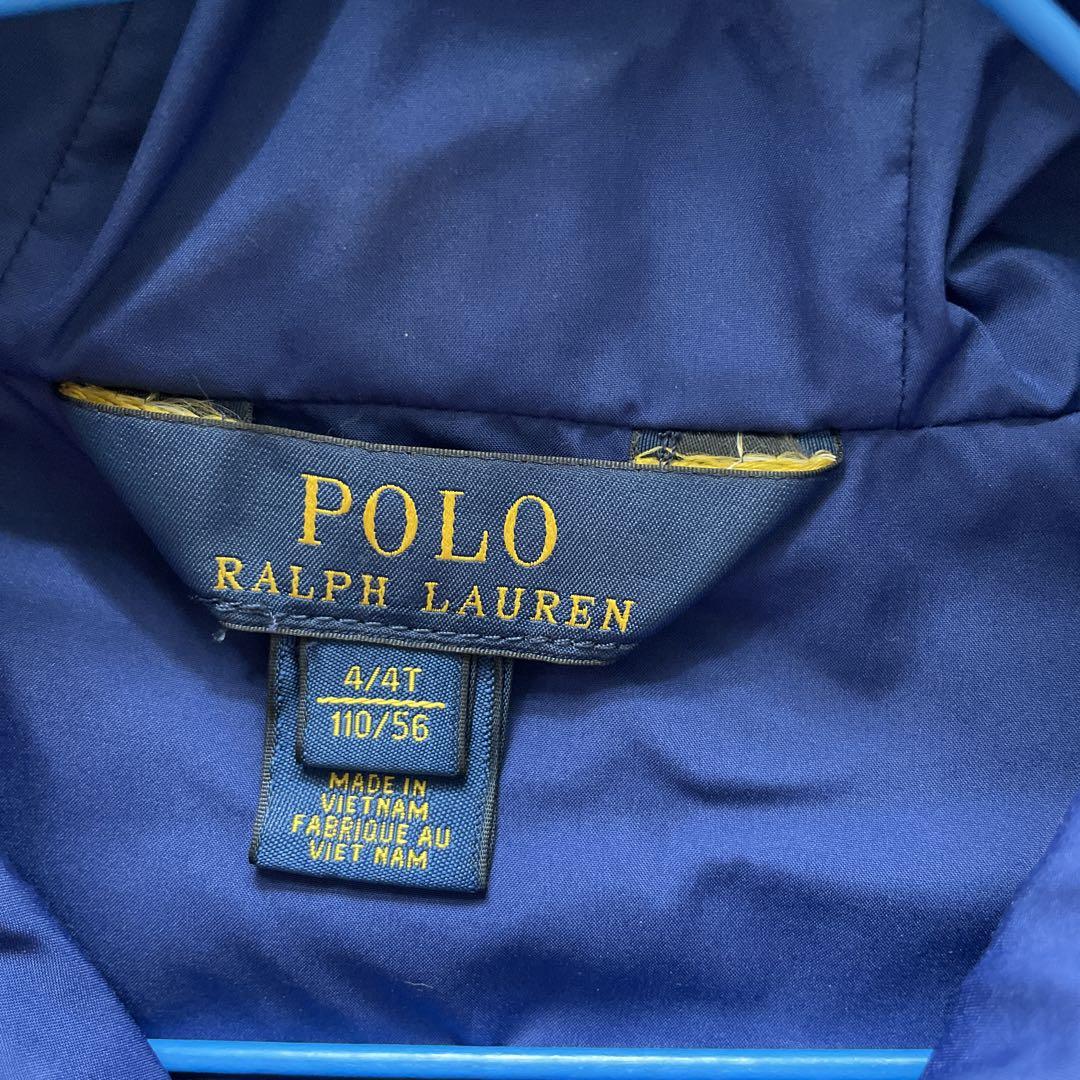 POLO
RALPH LAUREN
4/4T
110/56
MADE IN
VIETNAM
FABRIQUE AU
VIET NAM